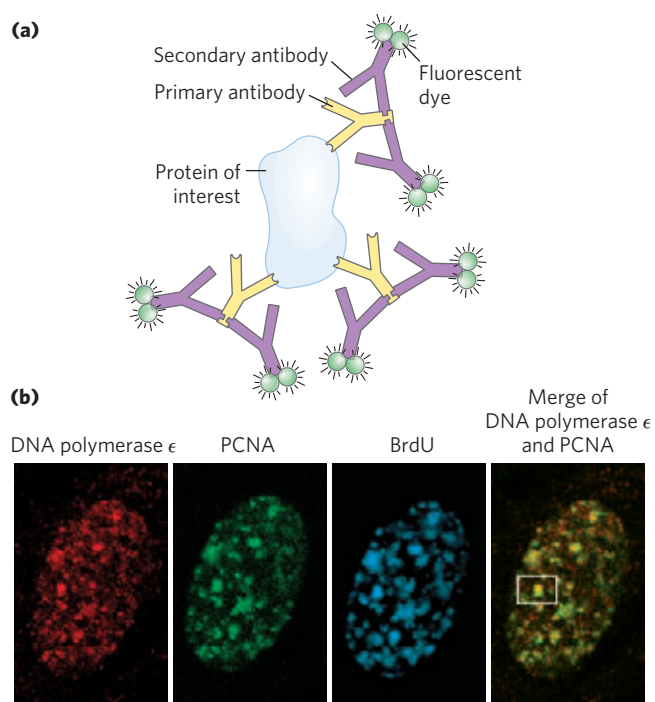 (a)
Secondary antibody
Primary antibody
Fluorescent
dye
Protein of
interest
(b)
DNA polymerase ϵ
PCNA
BrdU
Merge of
DNA polymerase ϵ
and PCNA